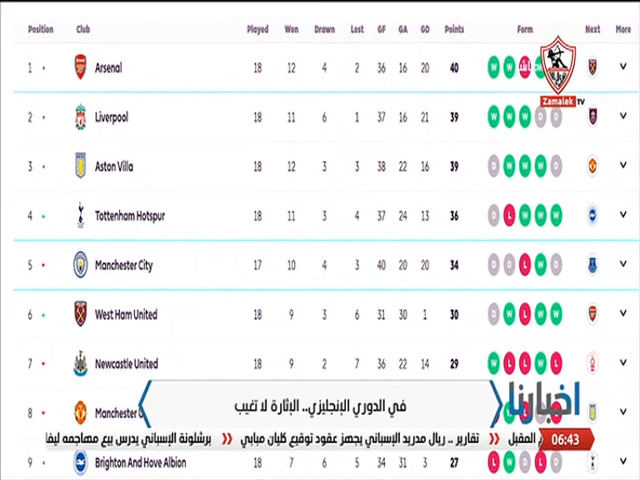 Position Club Played Won Drawn Lost GF GA GD Points Form Next More
1 Arsenal 18 12 4 2 36 16 20 40 W W L
Zamalek TV
2 Liverpool 18 11 6 1 37 16 21 39 W W W D D
3 Aston Villa 18 12 3 3 38 22 16 39 D W W W D
4 Tottenham Hotspur 18 11 3 4 37 24 13 36 D L W W W
5 Manchester City 17 10 4 3 40 20 20 34 D D L W D
6 West Ham United 18 9 3 6 31 30 1 30 D W L W W
7 Newcastle United 18 9 2 7 36 22 14 29 W L L W L
في الدوري الإنجليزي.. الإثارة لا تغيب
اخبارنا
8 Manchester
06:43 م المقبل » تقارير .. ريال مدريد الإسباني يجهز عقود توقيع كليان مبابي » برشلونة الإسباني يدرس بيع مهاجمه ليفا
9 Brighton And Hove Albion 18 7 6 5 34 31 3 27 L W D L D